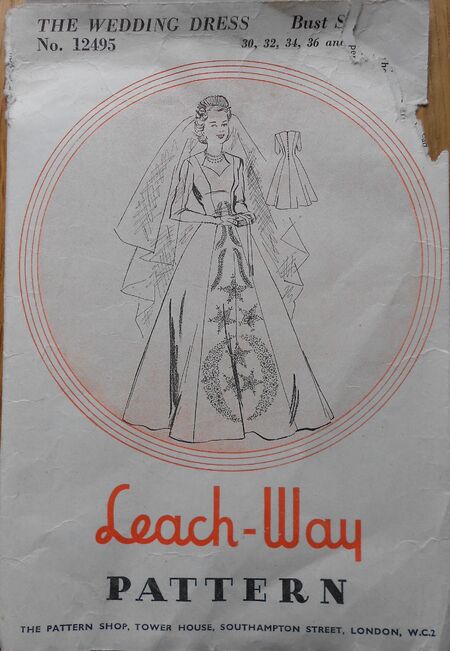 THE WEDDING DRESS Bust S
No. 12495 30, 32, 34, 36 and
Leach-Way
PATTERN
THE PATTERN SHOP, TOWER HOUSE, SOUTHAMPTON STREET, LONDON, W.C.2